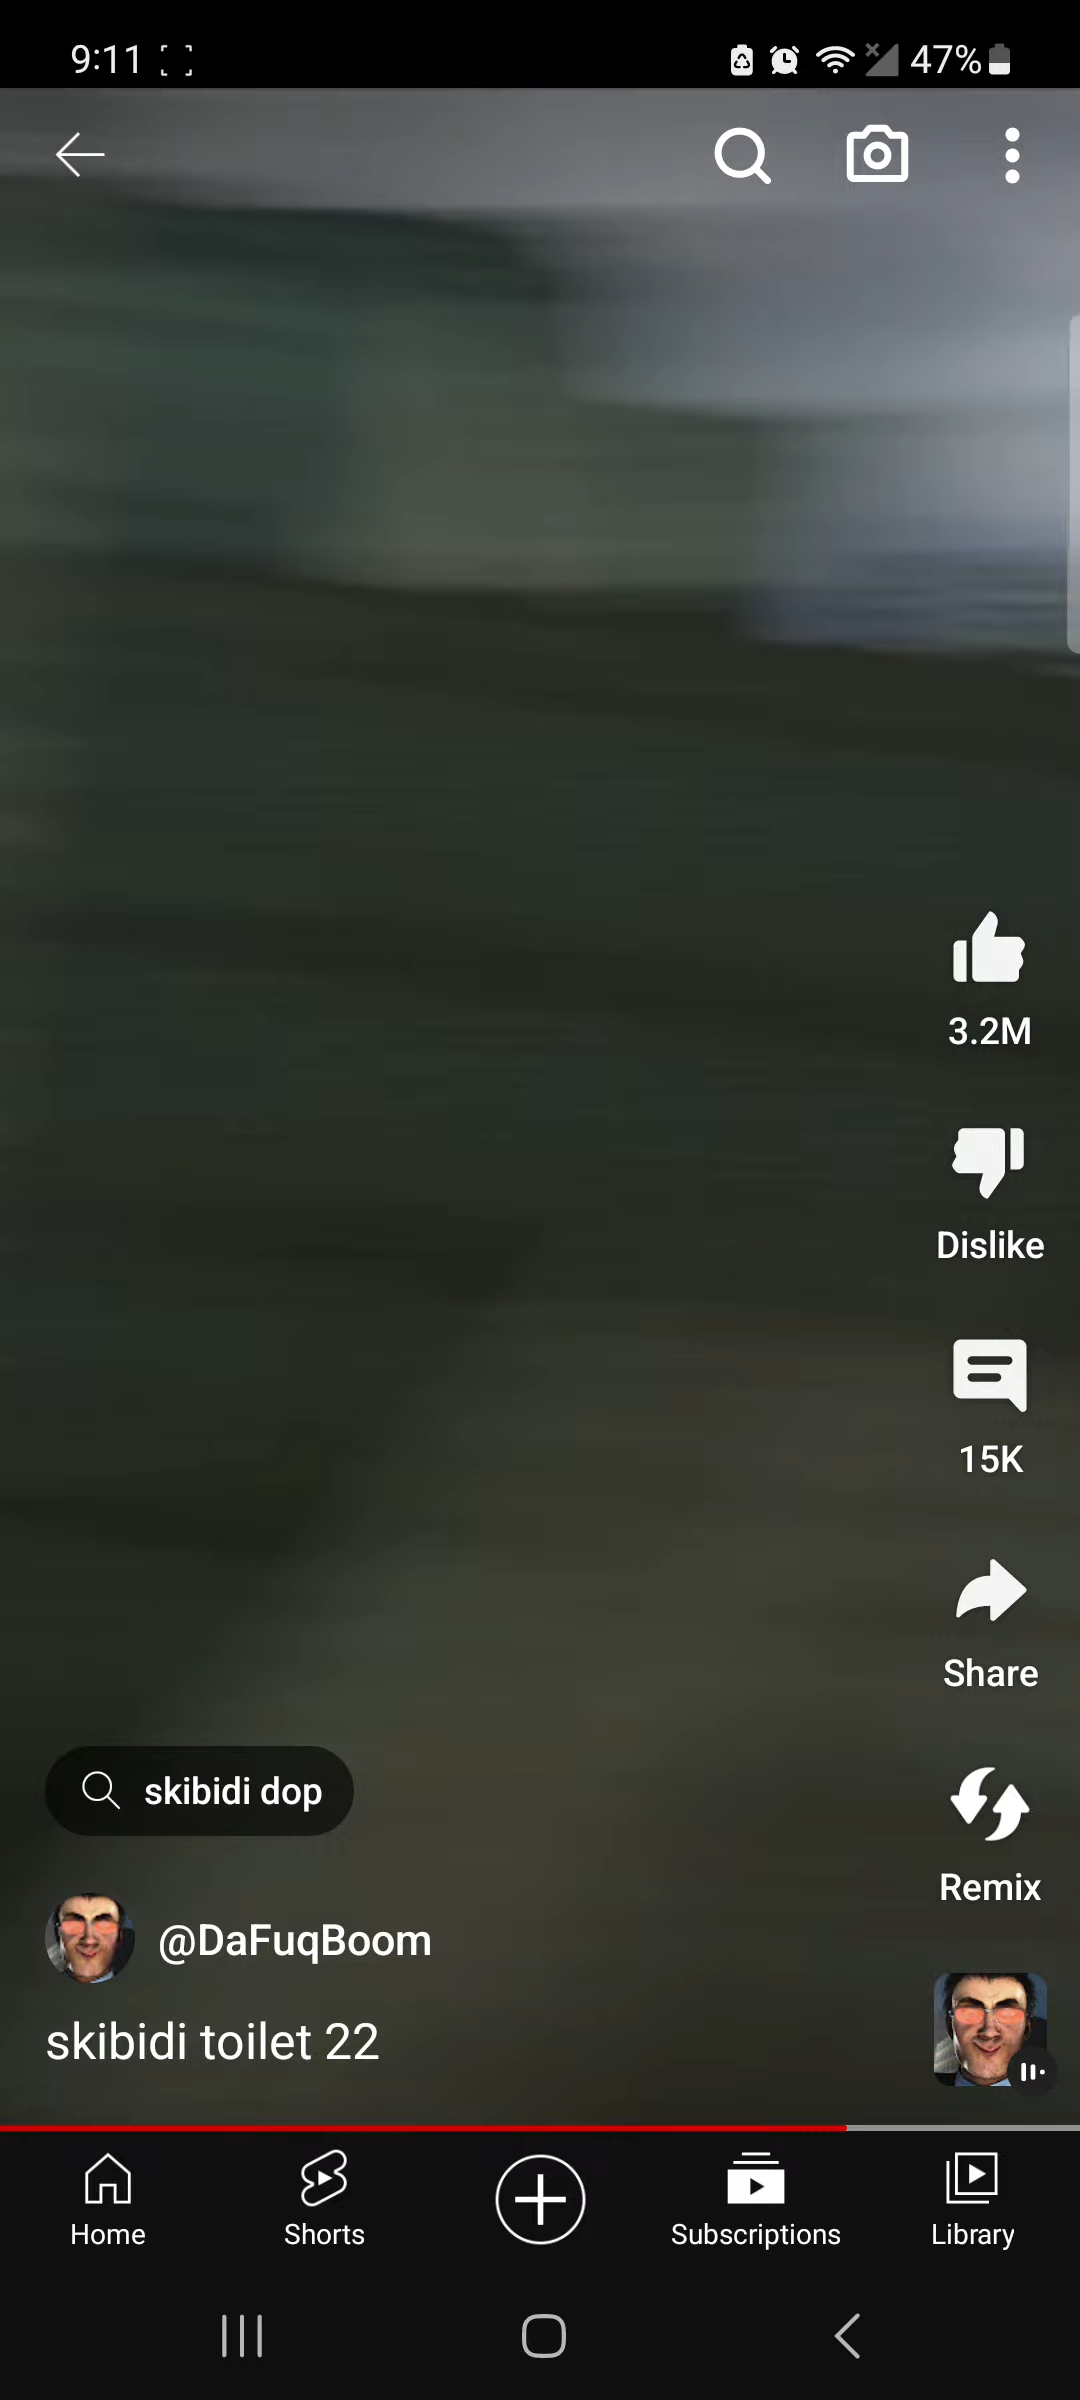 9:11
47%
3.2M
Dislike
15K
Share
Remix
skibidi dop
@DaFuqBoom
skibidi toilet 22
Home
Shorts
Subscriptions
Library